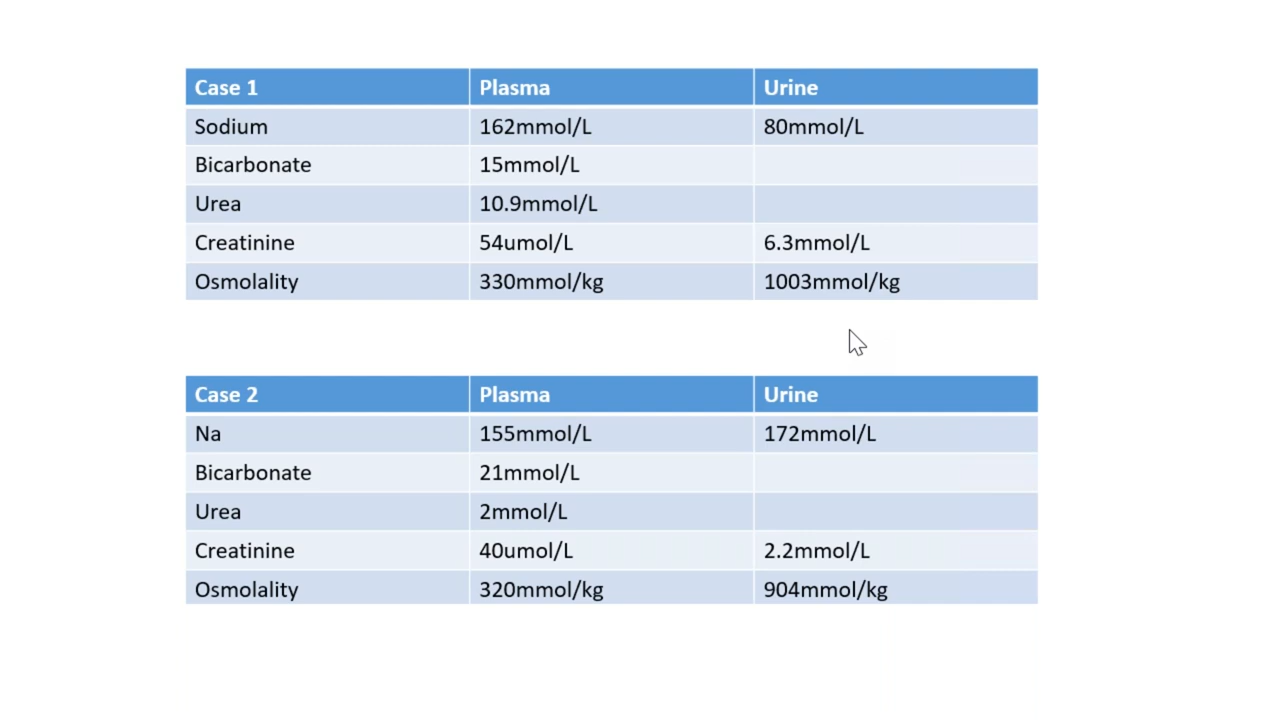 Case 1 Plasma Urine
Sodium 162mmol/L 80mmol/L
Bicarbonate 15mmol/L
Urea 10.9mmol/L
Creatinine 54umol/L 6.3mmol/L
Osmolality 330mmol/kg 1003mmol/kg
Case 2 Plasma Urine
Na 155mmol/L 172mmol/L
Bicarbonate 21mmol/L
Urea 2mmol/L
Creatinine 40umol/L 2.2mmol/L
Osmolality 320mmol/kg 904mmol/kg